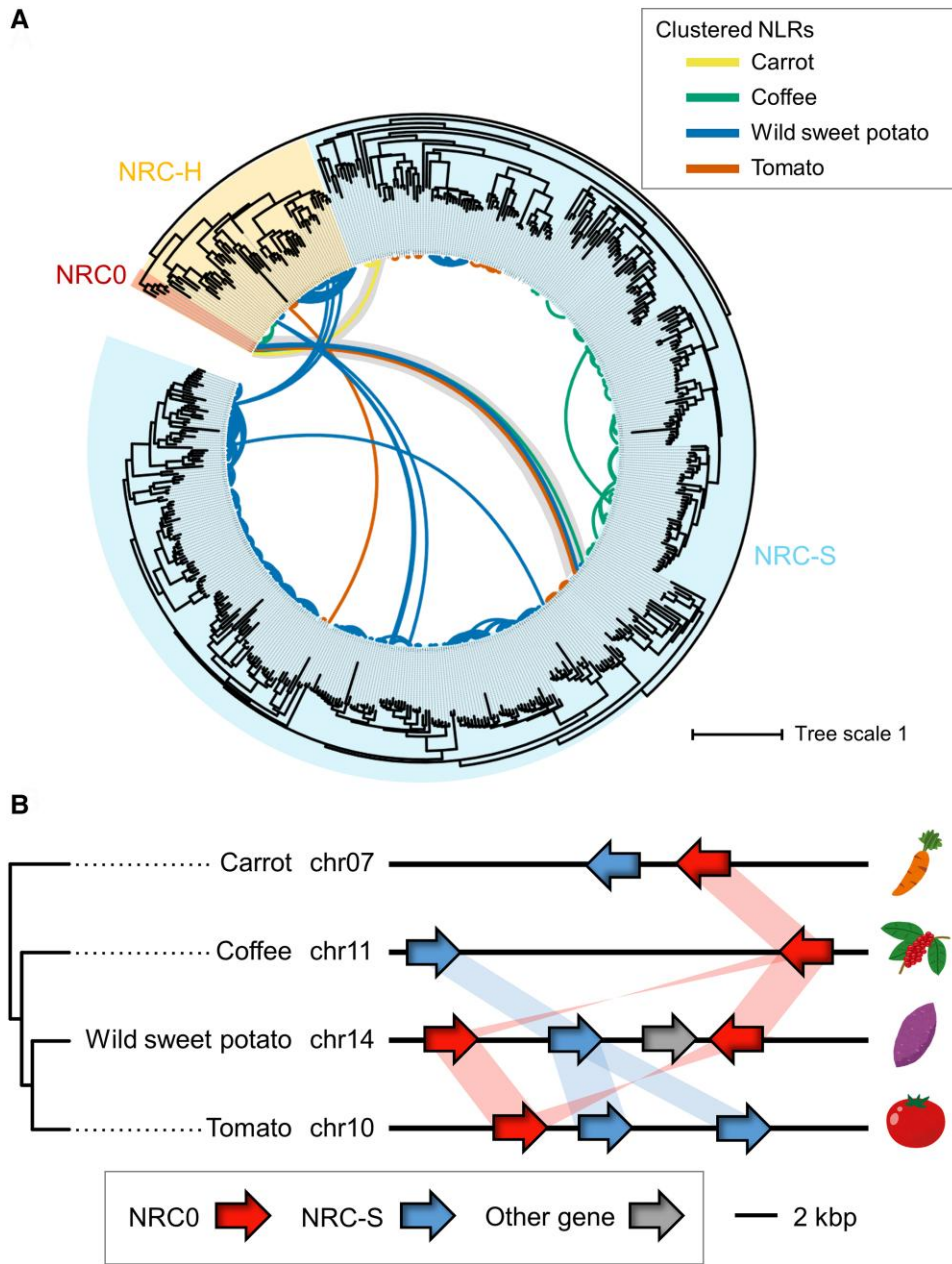 A
Clustered NLRs
Carrot
Coffee
Wild sweet potato
Tomato
NRC-H
NRC0
NRC-S
Tree scale 1
B
Carrot chr07
Coffee chr11
Wild sweet potato chr14
Tomato chr10
NRC0 NRC-S Other gene 2 kbp